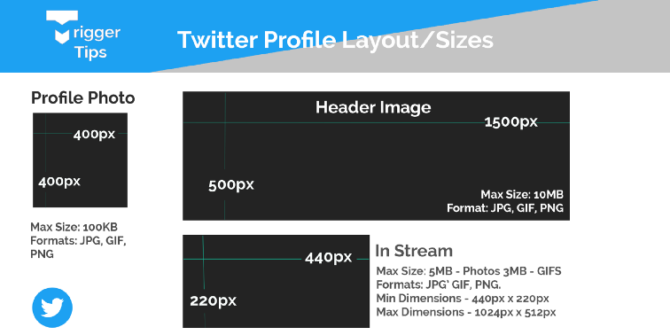 Trigger
Tips
Twitter Profile Layout/Sizes
Profile Photo
400px
400px
Max Size: 100KB
Formats: JPG, GIF,
PNG
Header Image
1500px
500px
Max Size: 10MB
Format: JPG, GIF, PNG
440px
220px
In Stream
Max Size: 5MB - Photos 3MB - GIFS
Formats: JPG' GIF, PNG.
Min Dimensions - 440px x 220px
Max Dimensions - 1024px x 512px